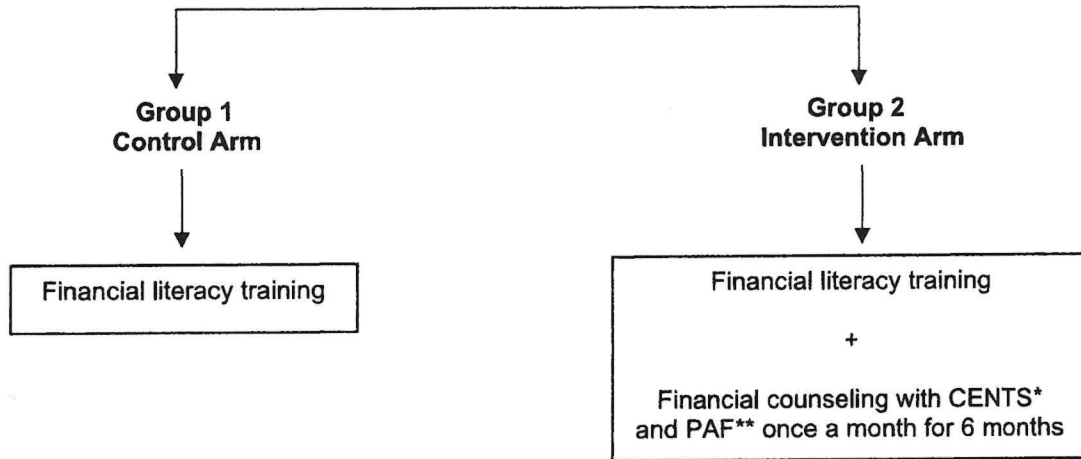 Group 1
Control Arm
Group 2
Intervention Arm
Financial literacy training
Financial literacy training
+
Financial counseling with CENTS*
and PAF** once a month for 6 months